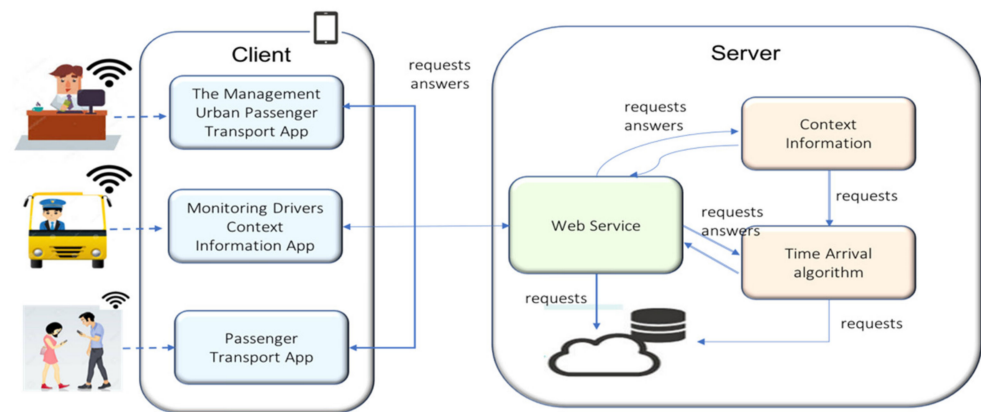 Client
The Management
Urban Passenger
Transport App
Monitoring Drivers
Context
Information App
Passenger
Transport App
requests
answers
Server
requests
answers
Context
Information
requests
Web Service
requests
answers
Time Arrival
algorithm
requests
requests